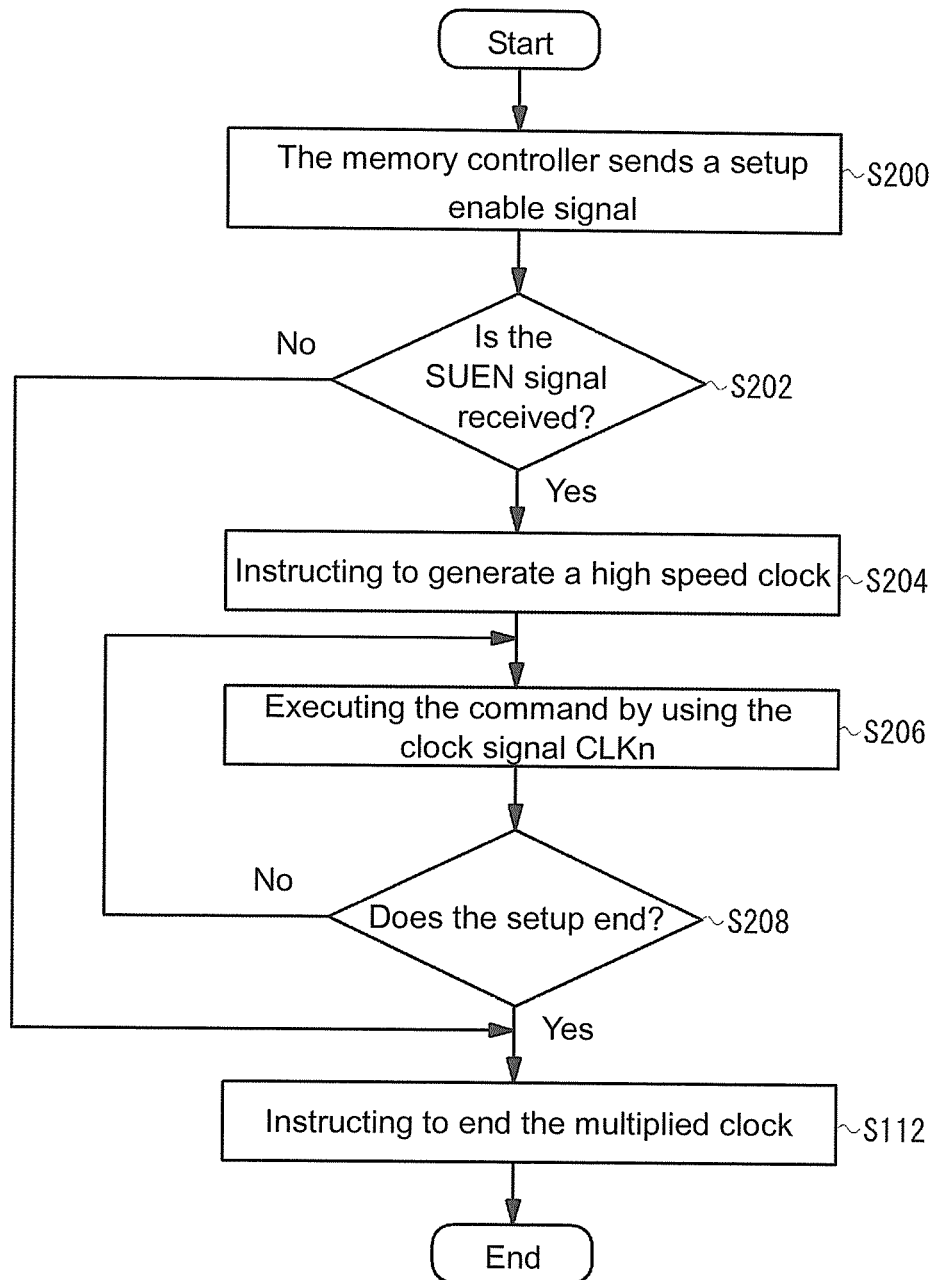 Start
The memory controller sends a setup
enable signal
S200
No
Is the
SUEN signal
received?
S202
Yes
Instructing to generate a high speed clock
S204
Executing the command by using the
clock signal CLKn
S206
No
Does the setup end?
S208
Yes
Instructing to end the multiplied clock
S112
End